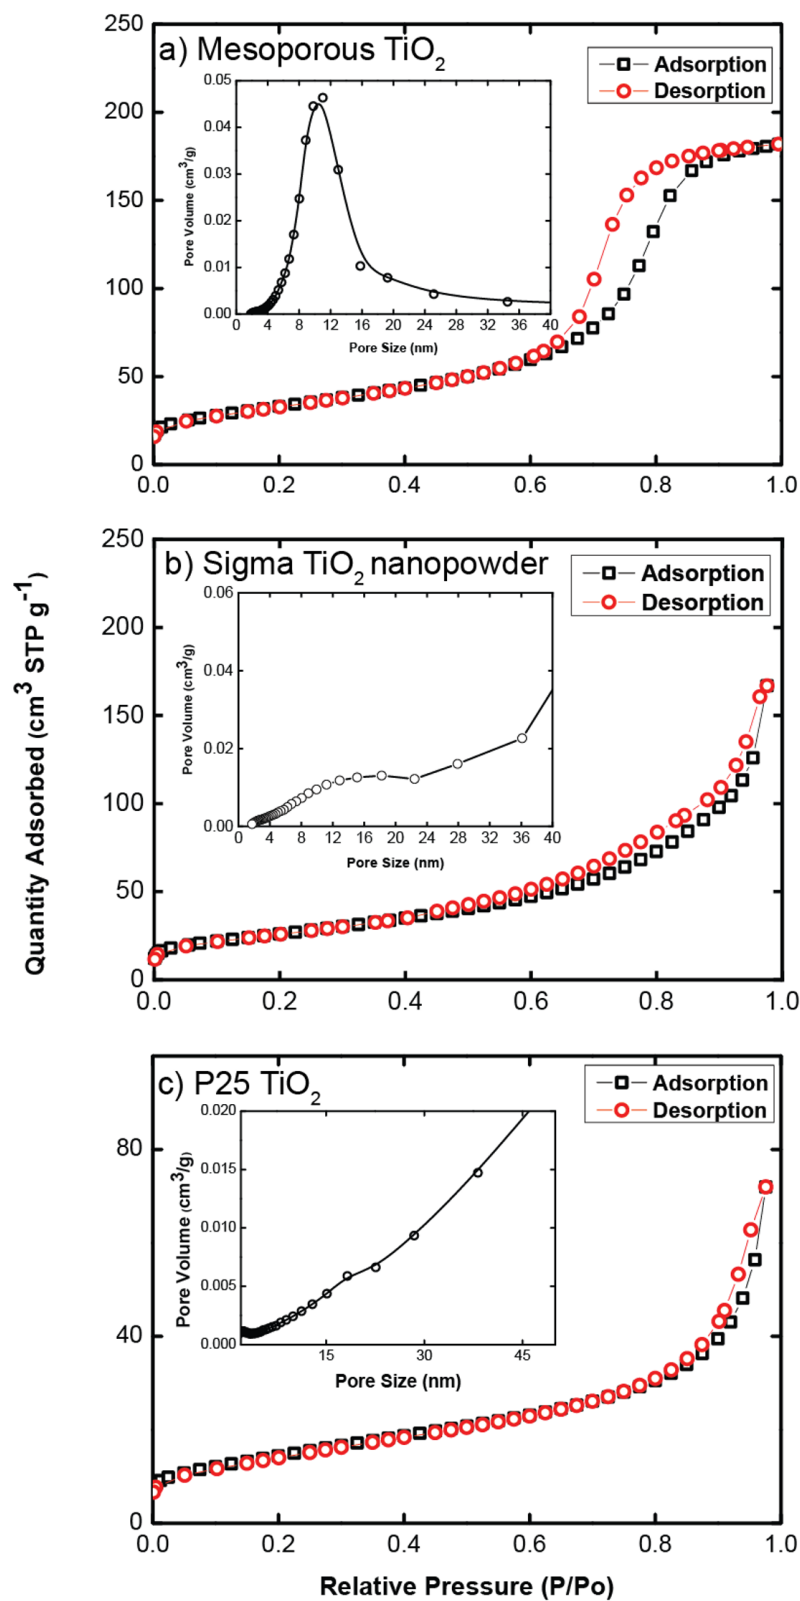 a) Mesoporous TiO2
Adsorption
Desorption
250
200
150
100
50
0
0.0 0.2 0.4 0.6 0.8 1.0
Pore Volume (cm3/g)
0.05
0.04
0.03
0.02
0.01
0.00
0 4 8 12 16 20 24 28 32 36 40
Pore Size (nm)
Quantity Adsorbed (cm3 STP g-1)
b) Sigma TiO2 nanopowder
Adsorption
Desorption
250
200
150
100
50
0
0.0 0.2 0.4 0.6 0.8 1.0
Pore Volume (cm3/g)
0.06
0.04
0.02
0.00
0 4 8 12 16 20 24 28 32 36 40
Pore Size (nm)
c) P25 TiO2
Adsorption
Desorption
80
40
0
0.0 0.2 0.4 0.6 0.8 1.0
Pore Volume (cm3/g)
0.020
0.015
0.010
0.005
0.000
15 30 45
Pore Size (nm)
Relative Pressure (P/Po)